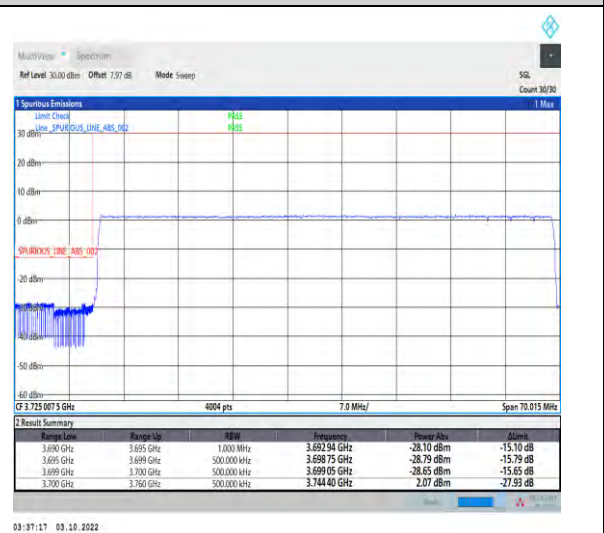 MultiView Spectrum
Ref Level 30.00 dBm Offset 7.97 dB Mode Sweep SGL
Count 30/30
1 Spurious Emissions 1 Max
Limit Check PASS
Line _SPURIOUS_LINE_ABS_002 PASS
30 dBm
20 dBm
10 dBm
0 dBm
_SPURIOUS_LINE_ABS_002
-20 dBm
-30 dBm
-40 dBm
-50 dBm
-60 dBm
CF 3.725 007 5 GHz 4004 pts 7.0 MHz/ Span 70.015 MHz
2 Result Summary
Range Low Range Up RBW Frequency Power Abs ΔLimit
3.690 GHz 3.695 GHz 1.000 MHz 3.692 94 GHz -28.10 dBm -15.10 dB
3.695 GHz 3.699 GHz 500.000 kHz 3.698 75 GHz -28.79 dBm -15.79 dB
3.699 GHz 3.700 GHz 500.000 kHz 3.699 05 GHz -28.65 dBm -15.65 dB
3.700 GHz 3.760 GHz 500.000 kHz 3.744 40 GHz 2.07 dBm -27.93 dB
Ready
03:37:17 03.10.2022